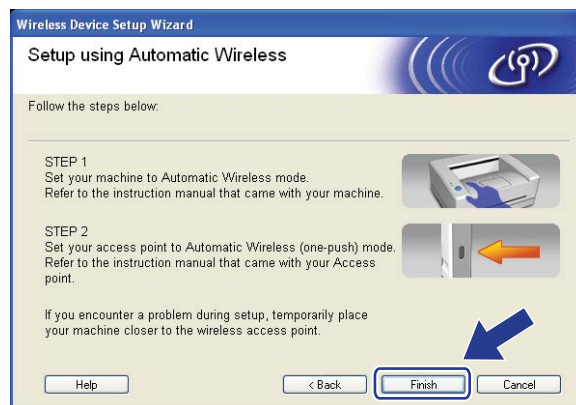 Wireless Device Setup Wizard
Setup using Automatic Wireless
Follow the steps below:
STEP 1
Set your machine to Automatic Wireless mode.
Refer to the instruction manual that came with your machine.
STEP 2
Set your access point to Automatic Wireless (one-push) mode.
Refer to the instruction manual that came with your Access
point.
If you encounter a problem during setup, temporarily place
your machine closer to the wireless access point.
Help
< Back
Finish
Cancel